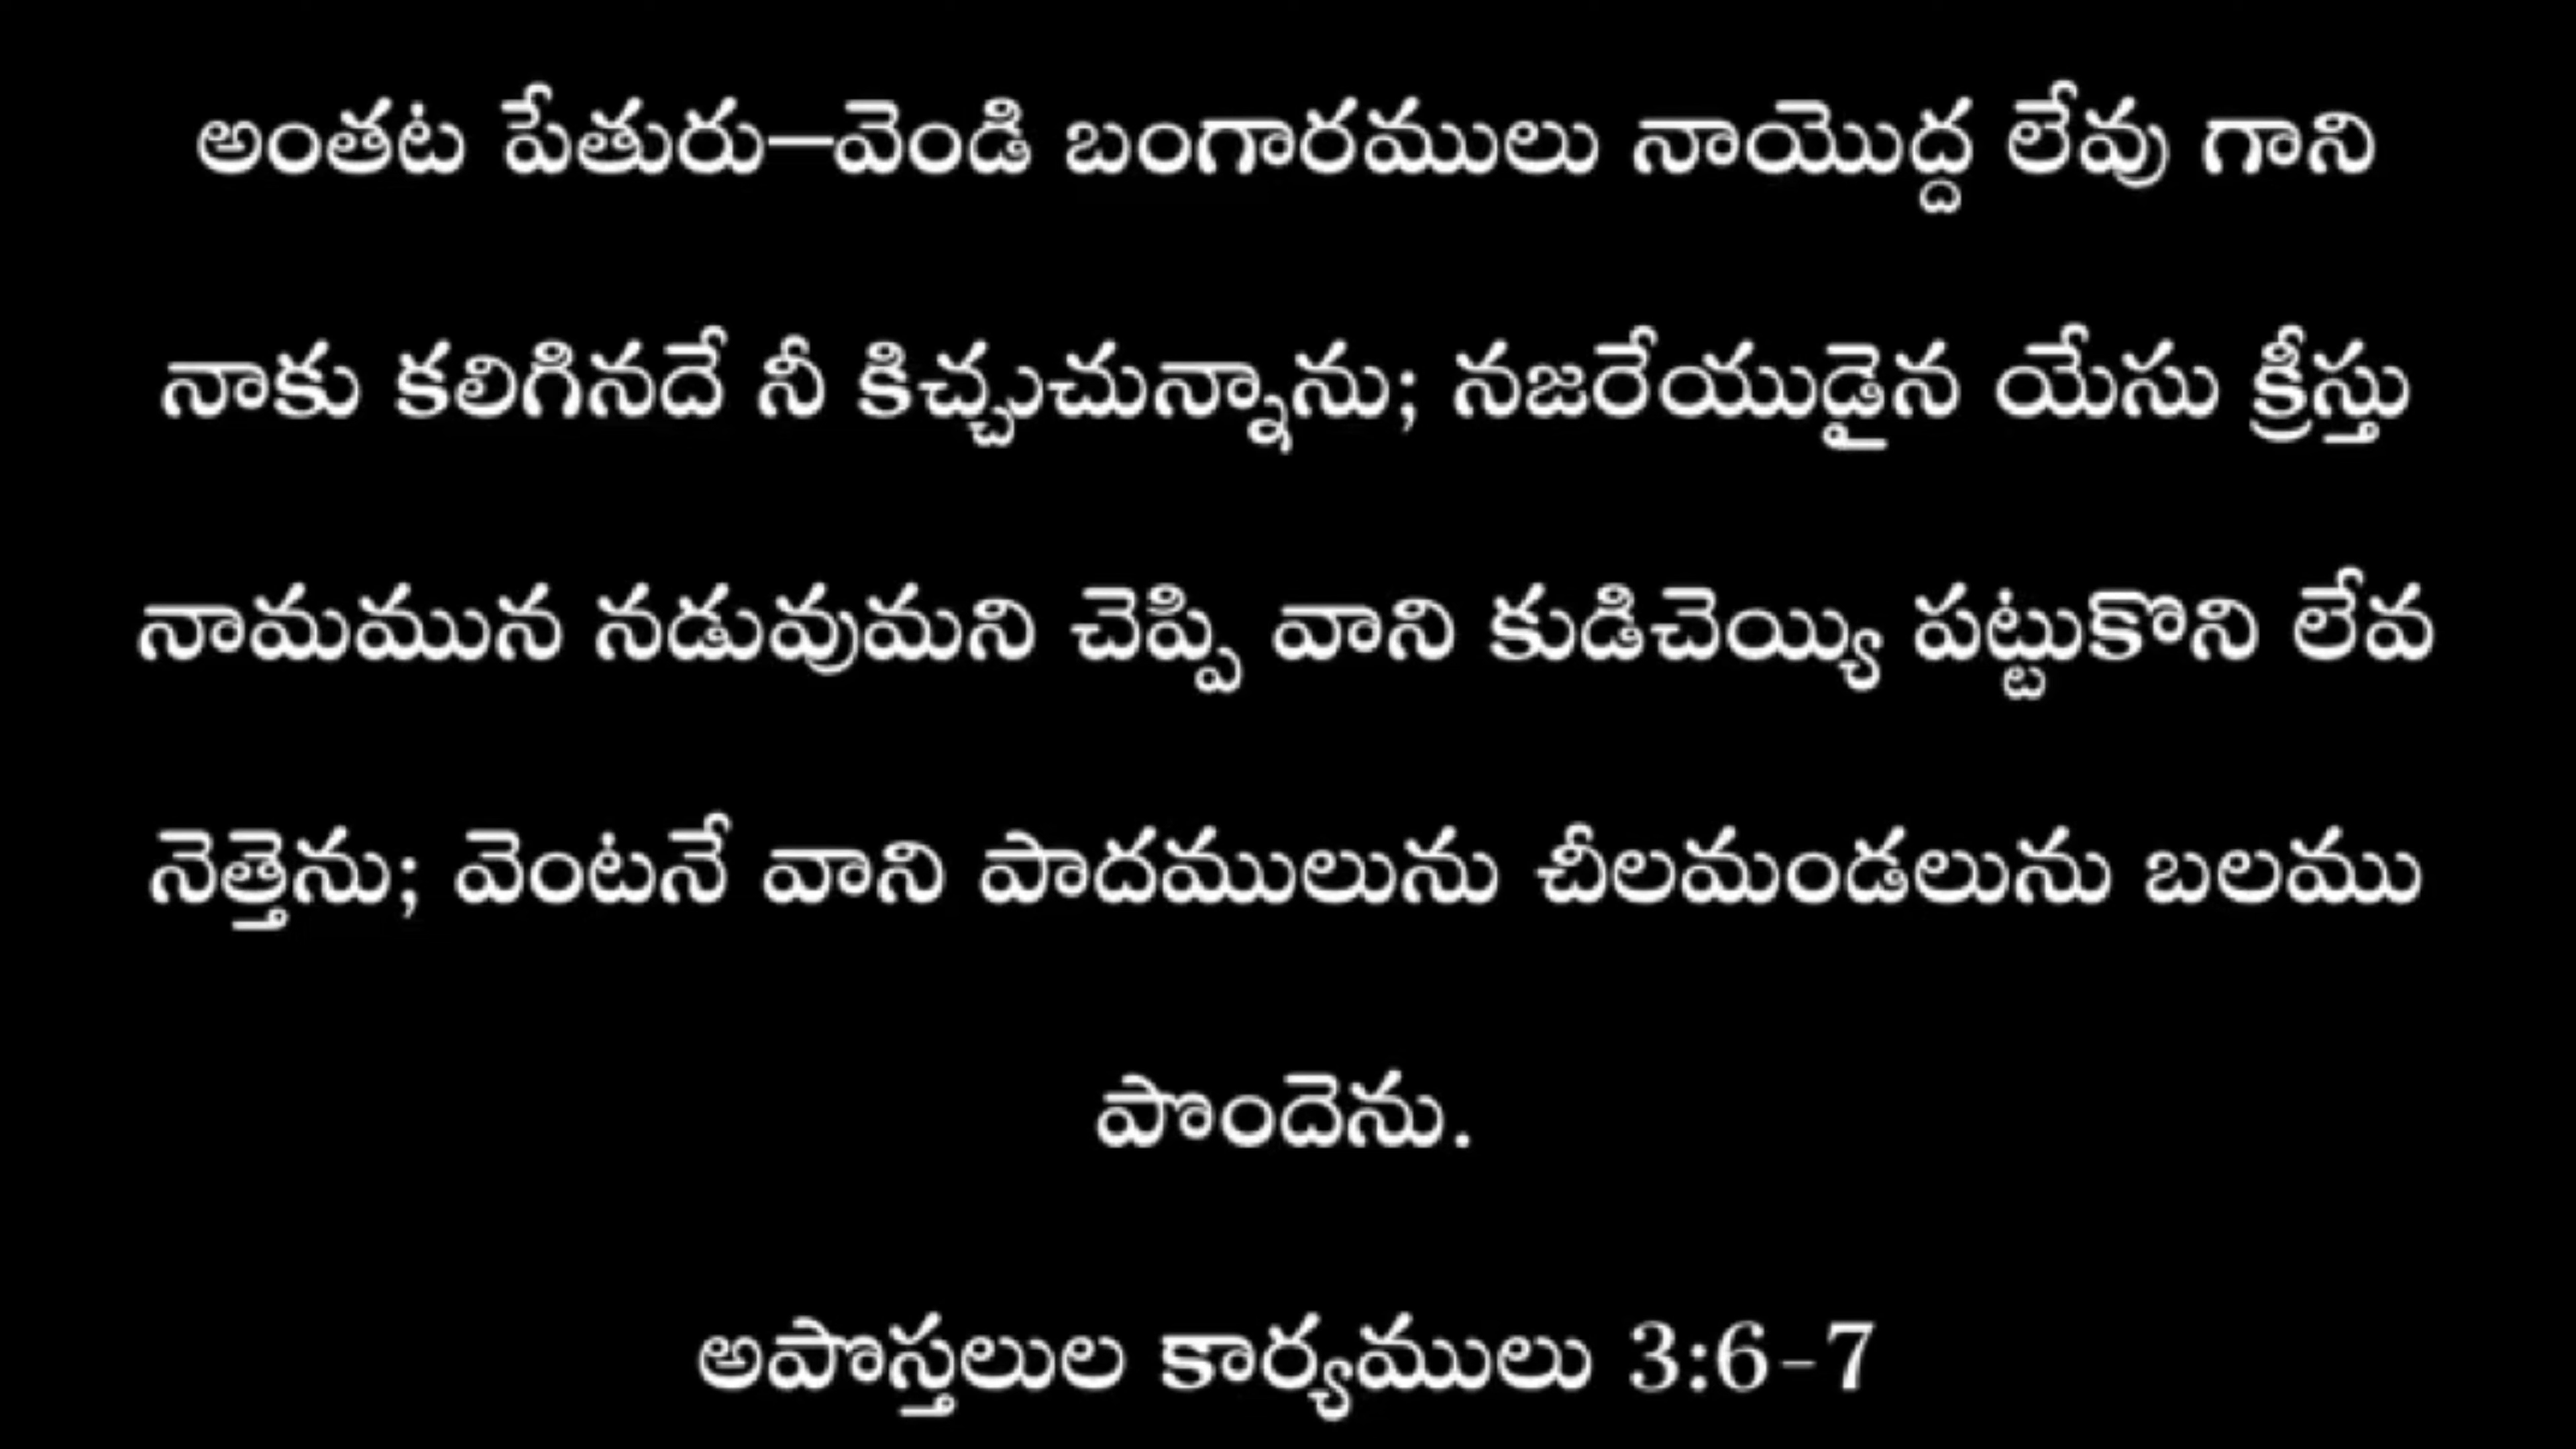 అంతట పేతురు—వెండి బంగారములు నాయొద్ద లేవు గాని
నాకు కలిగినదే నీ కిచ్చుచున్నాను; నజరేయుడైన యేసు క్రీస్తు
నామమున నడువుమని చెప్పి వాని కుడిచెయ్యి పట్టుకొని లేవ
నెత్తెను; వెంటనే వాని పాదములును చీలమండలును బలము
పొందెను.
అపొస్తలుల కార్యములు 3:6-7